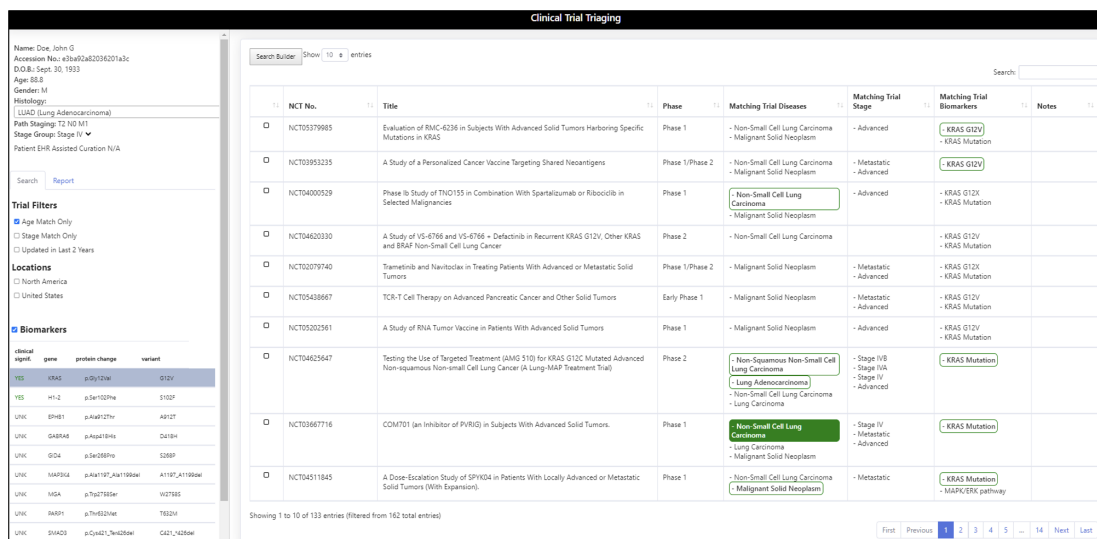 Clinical Trial Triaging
Name: Doe, John G
Accession No.: e3ba92a82036201a3c
D.O.B.: Sept. 30, 1933
Age: 88.8
Gender: M
Histology:
LUAD (Lung Adenocarcinoma)
Path Staging: T2 N0 M1
Stage Group: Stage IV
Patient EHR Assisted Curation N/A
Search Report
Trial Filters
Age Match Only
Stage Match Only
Updated in Last 2 Years
Locations
North America
United States
Biomarkers
clinical signif. gene protein change variant
YES KRAS p.Gly12Val G12V
YES H1-2 p.Ser102Phe S102F
UNK EPHB1 p.Ala912Thr A912T
UNK GABRA6 p.Asp418His D418H
UNK GID4 p.Ser268Pro S268P
UNK MAP3K4 p.Ala1197_Ala1199del A1197_A1199del
UNK MGA p.Trp2758Ser W2758S
UNK PARP1 p.Thr632Met T632M
UNK SMAD3
Search Builder Show 10 entries
Search:
NCT No. Title Phase Matching Trial Diseases Matching Trial Stage Matching Trial Biomarkers Notes
NCT05379985 Evaluation of RMC-6236 in Subjects With Advanced Solid Tumors Harboring Specific Phase 1 - Non-Small Cell Lung Carcinoma - Advanced - KRAS G12V
Mutations in KRAS - Malignant Solid Neoplasm - KRAS Mutation
NCT03953235 A Study of a Personalized Cancer Vaccine Targeting Shared Neoantigens Phase 1/Phase 2 - Non-Small Cell Lung Carcinoma - Metastatic - KRAS G12V
- Malignant Solid Neoplasm - Advanced
NCT04000529 Phase Ib Study of TNO155 in Combination With Spartalizumab or Ribociclib in Phase 1 - Non-Small Cell Lung - Advanced - KRAS G12X
Selected Malignancies Carcinoma - KRAS Mutation
- Malignant Solid Neoplasm
NCT04620330 A Study of VS-6766 and VS-6766 + Defactinib in Recurrent KRAS G12V, Other KRAS Phase 2 - Non-Small Cell Lung Carcinoma - KRAS G12V
and BRAF Non-Small Cell Lung Cancer - KRAS Mutation
NCT02079740 Trametinib and Navitoclax in Treating Patients With Advanced or Metastatic Solid Phase 1/Phase 2 - Malignant Solid Neoplasm - Metastatic - KRAS G12X
Tumors - Advanced - KRAS Mutation
NCT05438667 TCR-T Cell Therapy on Advanced Pancreatic Cancer and Other Solid Tumors Early Phase 1 - Malignant Solid Neoplasm - Metastatic - KRAS G12V
- Advanced - KRAS Mutation
NCT05202561 A Study of RNA Tumor Vaccine in Patients With Advanced Solid Tumors Phase 1 - Malignant Solid Neoplasm - Advanced - KRAS G12V
- KRAS Mutation
NCT04625647 Testing the Use of Targeted Treatment (AMG 510) for KRAS G12C Mutated Advanced Phase 2 - Non-Squamous Non-Small Cell - Stage IVB - KRAS Mutation
Non-squamous Non-small Cell Lung Cancer (A Lung-MAP Treatment Trial) Lung Carcinoma - Stage IVA
- Lung Adenocarcinoma - Stage IV
- Non-Small Cell Lung Carcinoma - Advanced
- Lung Carcinoma
NCT03667716 COM701 (an Inhibitor of PVRIG) in Subjects With Advanced Solid Tumors. Phase 1 - Non-Small Cell Lung - Stage IV - KRAS Mutation
Carcinoma - Metastatic
- Lung Carcinoma - Advanced
- Malignant Solid Neoplasm
NCT04511845 A Dose-Escalation Study of SPYK04 in Patients With Locally Advanced or Metastatic Phase 1 - Non-Small Cell Lung Carcinoma - Metastatic - KRAS Mutation
Solid Tumors (With Expansion). - Malignant Solid Neoplasm - MAPK/ERK pathway
Showing 1 to 10 of 133 entries (filtered from 162 total entries)
First Previous 1 2 3 4 5 ... 14 Next Last